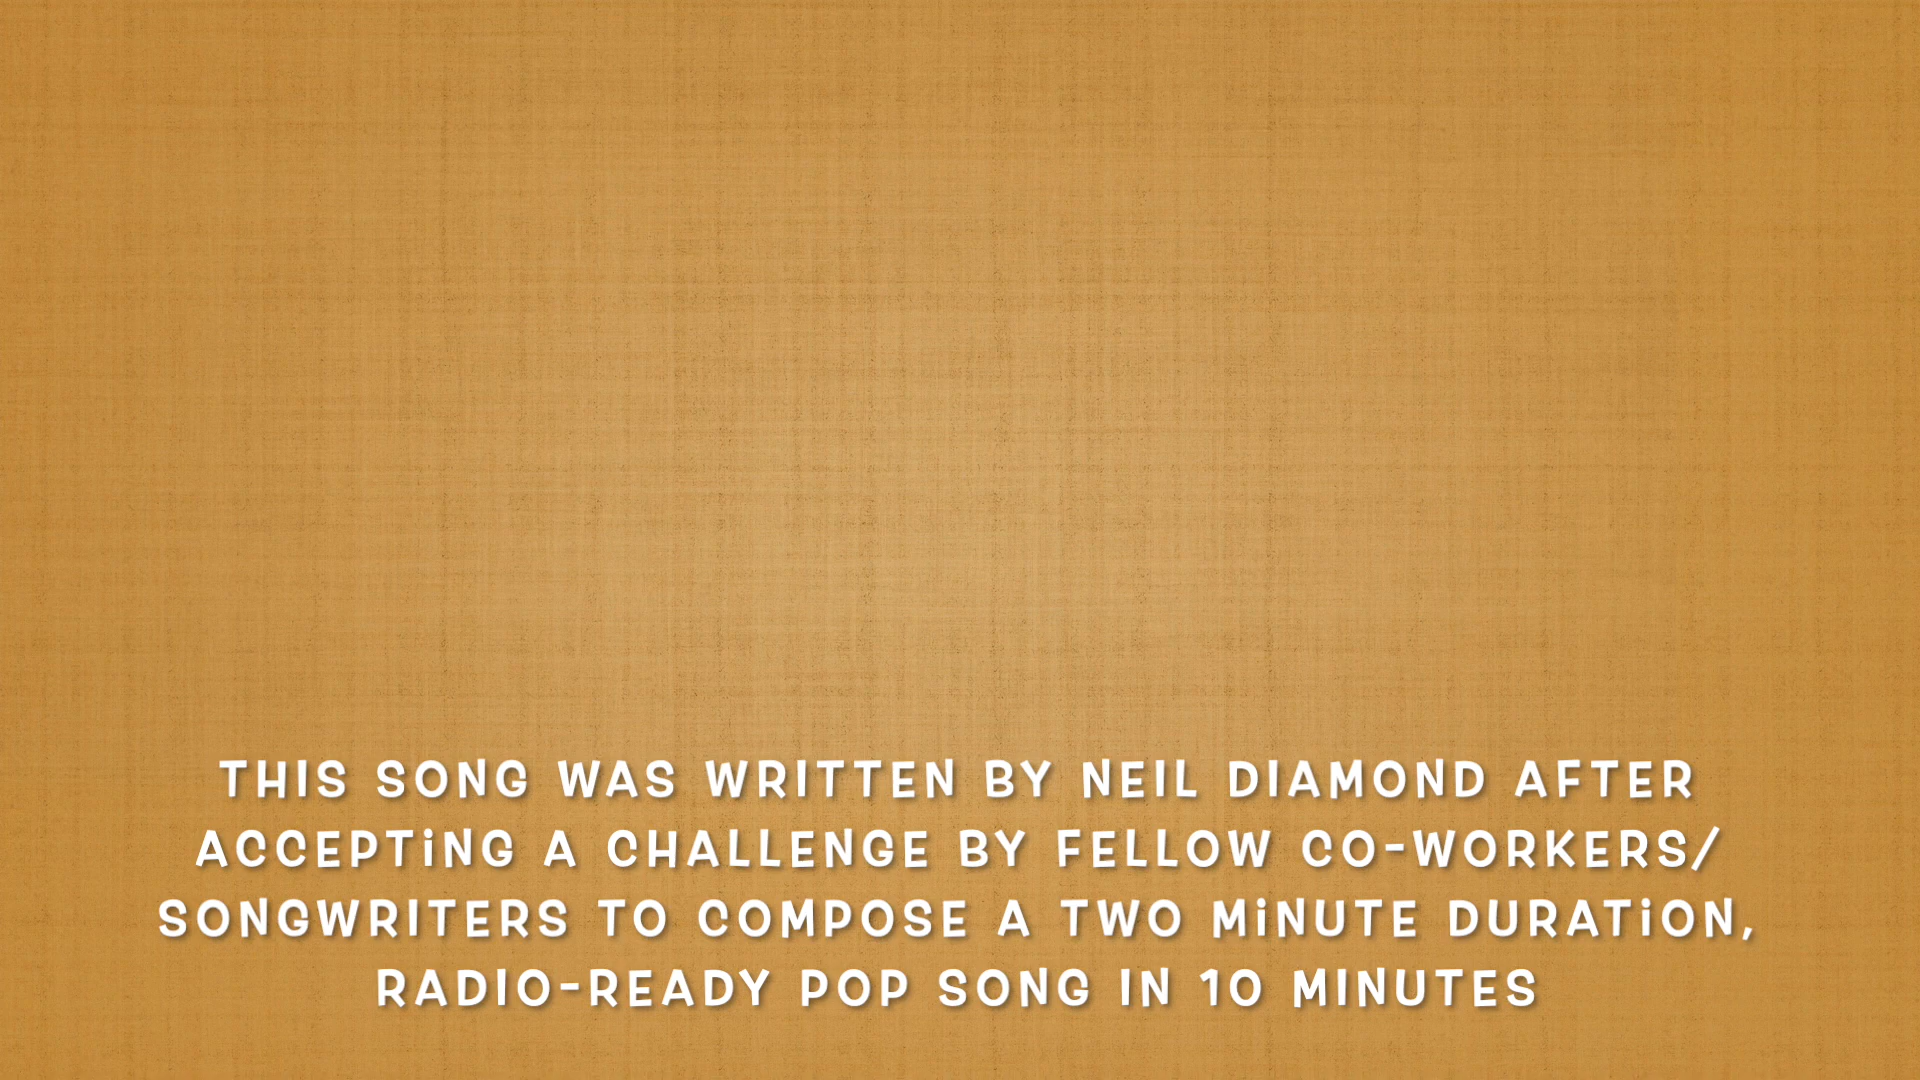 THIS SONG WAS WRITTEN BY NEIL DIAMOND AFTER
ACCEPTING A CHALLENGE BY FELLOW CO-WORKERS/
SONGWRITERS TO COMPOSE A TWO MINUTE DURATION,
RADIO-READY POP SONG IN 10 MINUTES